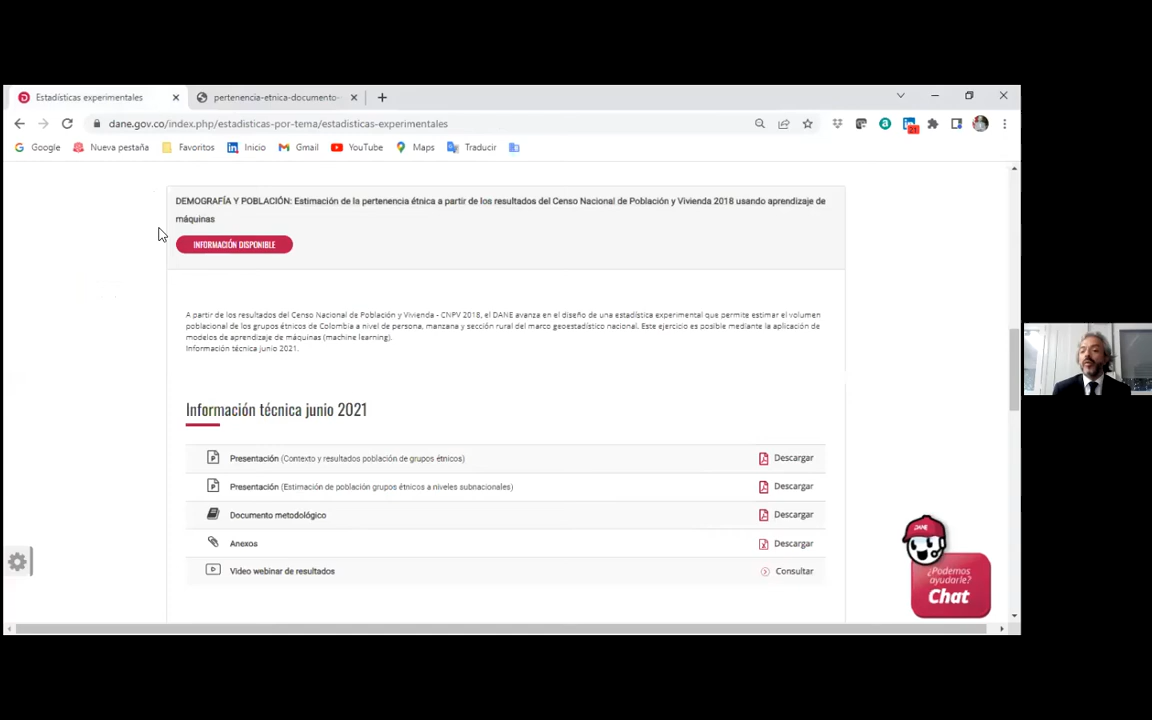 Estadísticas experimentales
pertenencia-etnica-documento-
dane.gov.co/index.php/estadisticas-por-tema/estadisticas-experimentales
21
Google
Nueva pestaña
Favoritos
Inicio
Gmail
YouTube
Maps
Traducir
DEMOGRAFÍA Y POBLACIÓN: Estimación de la pertenencia étnica a partir de los resultados del Censo Nacional de Población y Vivienda 2018 usando aprendizaje de
máquinas
INFORMACIÓN DISPONIBLE
A partir de los resultados del Censo Nacional de Población y Vivienda - CNPV 2018, el DANE avanza en el diseño de una estadística experimental que permite estimar el volumen
poblacional de los grupos étnicos de Colombia a nivel de persona, manzana y sección rural del marco geoestadístico nacional. Este ejercicio es posible mediante la aplicación de
modelos de aprendizaje de máquinas (machine learning).
Información técnica junio 2021.
Información técnica junio 2021
Presentación (Contexto y resultados población de grupos étnicos) Descargar
Presentación (Estimación de población grupos étnicos a niveles subnacionales) Descargar
Documento metodológico Descargar
Anexos Descargar
Video webinar de resultados Consultar
DANE
¿Podemos
ayudarle?
Chat